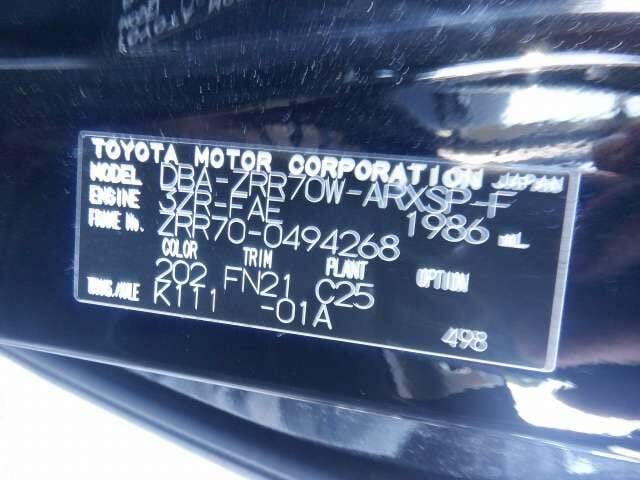 TOYOTA MOTOR CORPORATION JAPAN
MODEL DBA-ZRR70W-ARXSP-F
ENGINE 3ZR-FAE 1986 mL
FRAME No. ZRR70-0494268
COLOR TRIM PLANT OPTION
202 FN21 C25
TRANS./AXLE K111 -01A
498